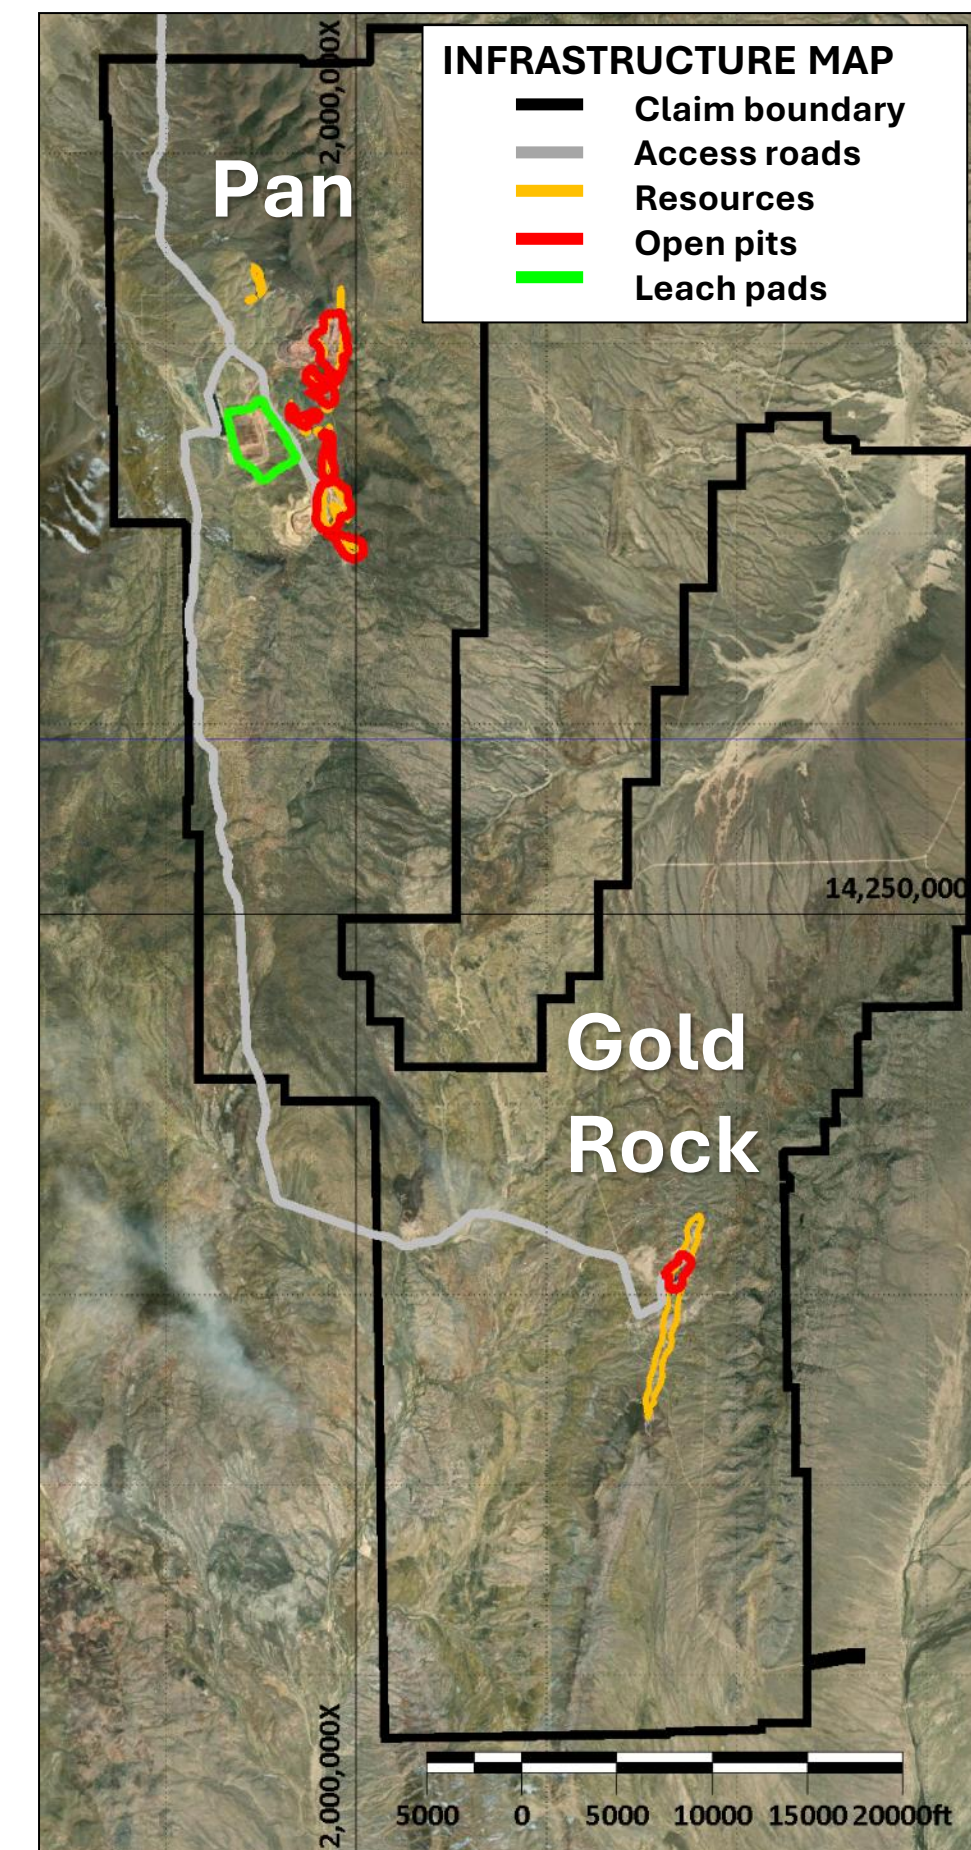 INFRASTRUCTURE MAP
Claim boundary
Access roads
Resources
Open pits
Leach pads
2,000,00X
Pan
14,250,000
Gold
Rock
2,000,000X
5000 0 5000 10000 15000 20000ft